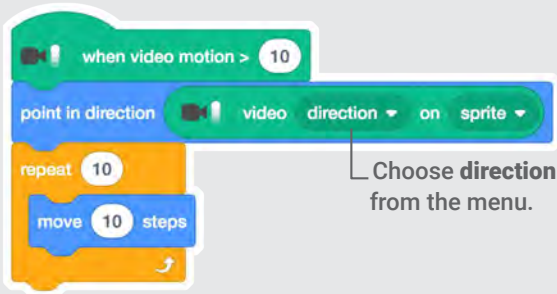 when video motion > 10
point in direction video direction on sprite
repeat 10
Choose direction
move 10 steps
from the menu.